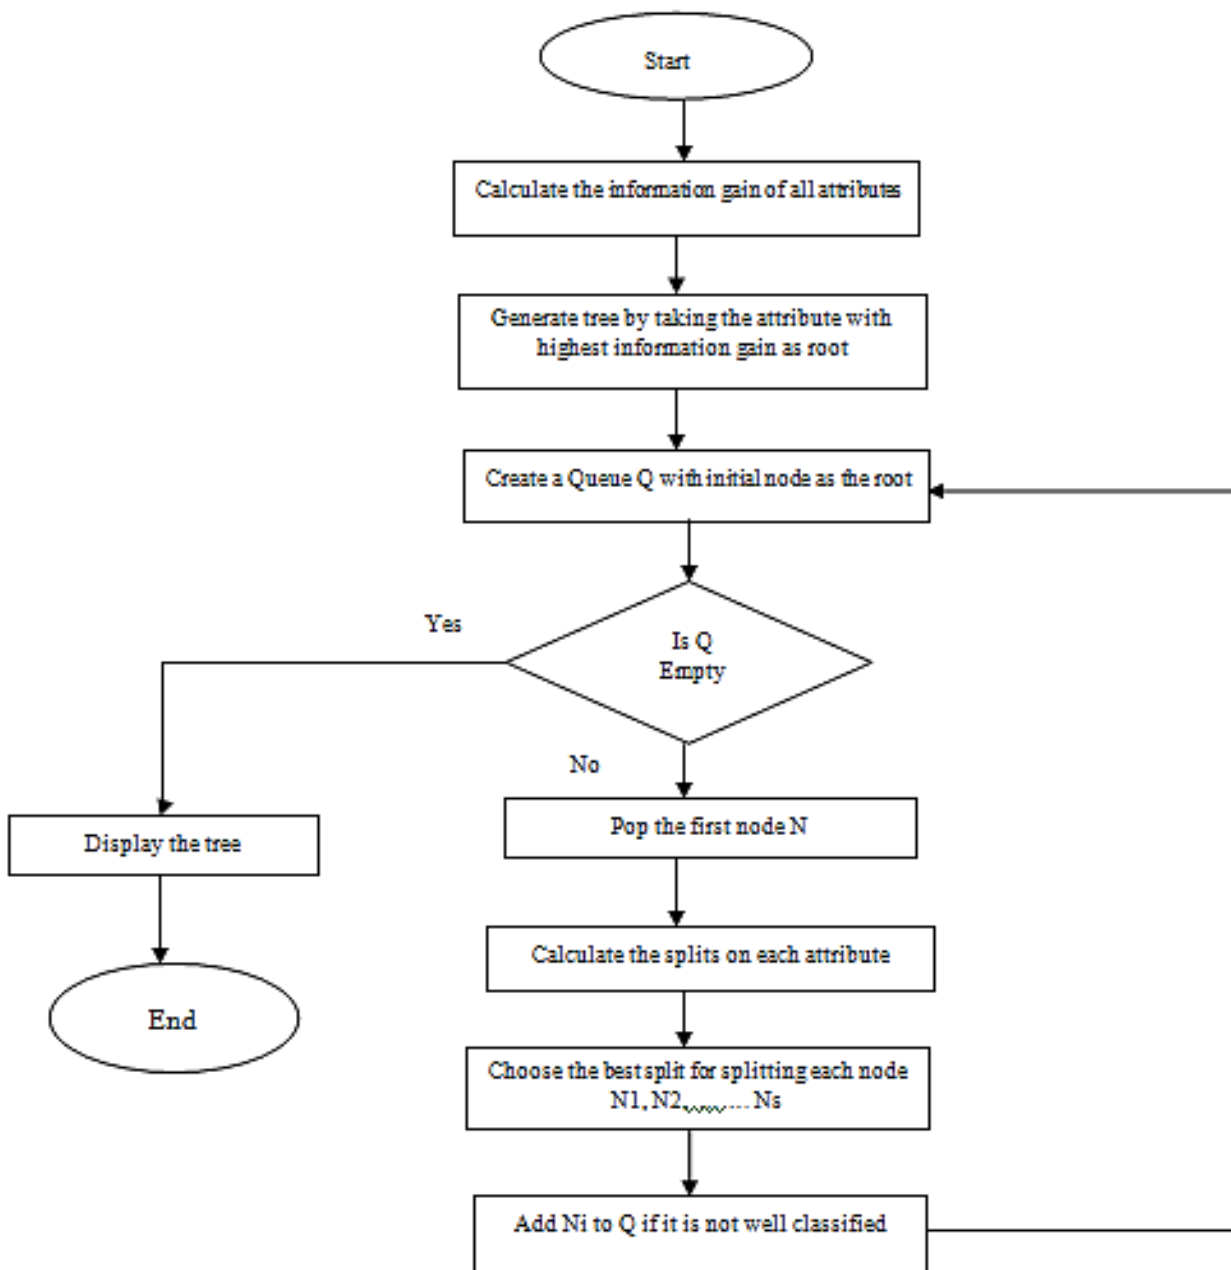 Start
Calculate the information gain of all attributes
Generate tree by taking the attribute with
highest information gain as root
Create a Queue Q with initial node as the root
Yes
Is Q
Empty
No
Pop the first node N
Display the tree
Calculate the splits on each attribute
End
Choose the best split for splitting each node
N1, N2, ...... Ns
Add Ni to Q if it is not well classified